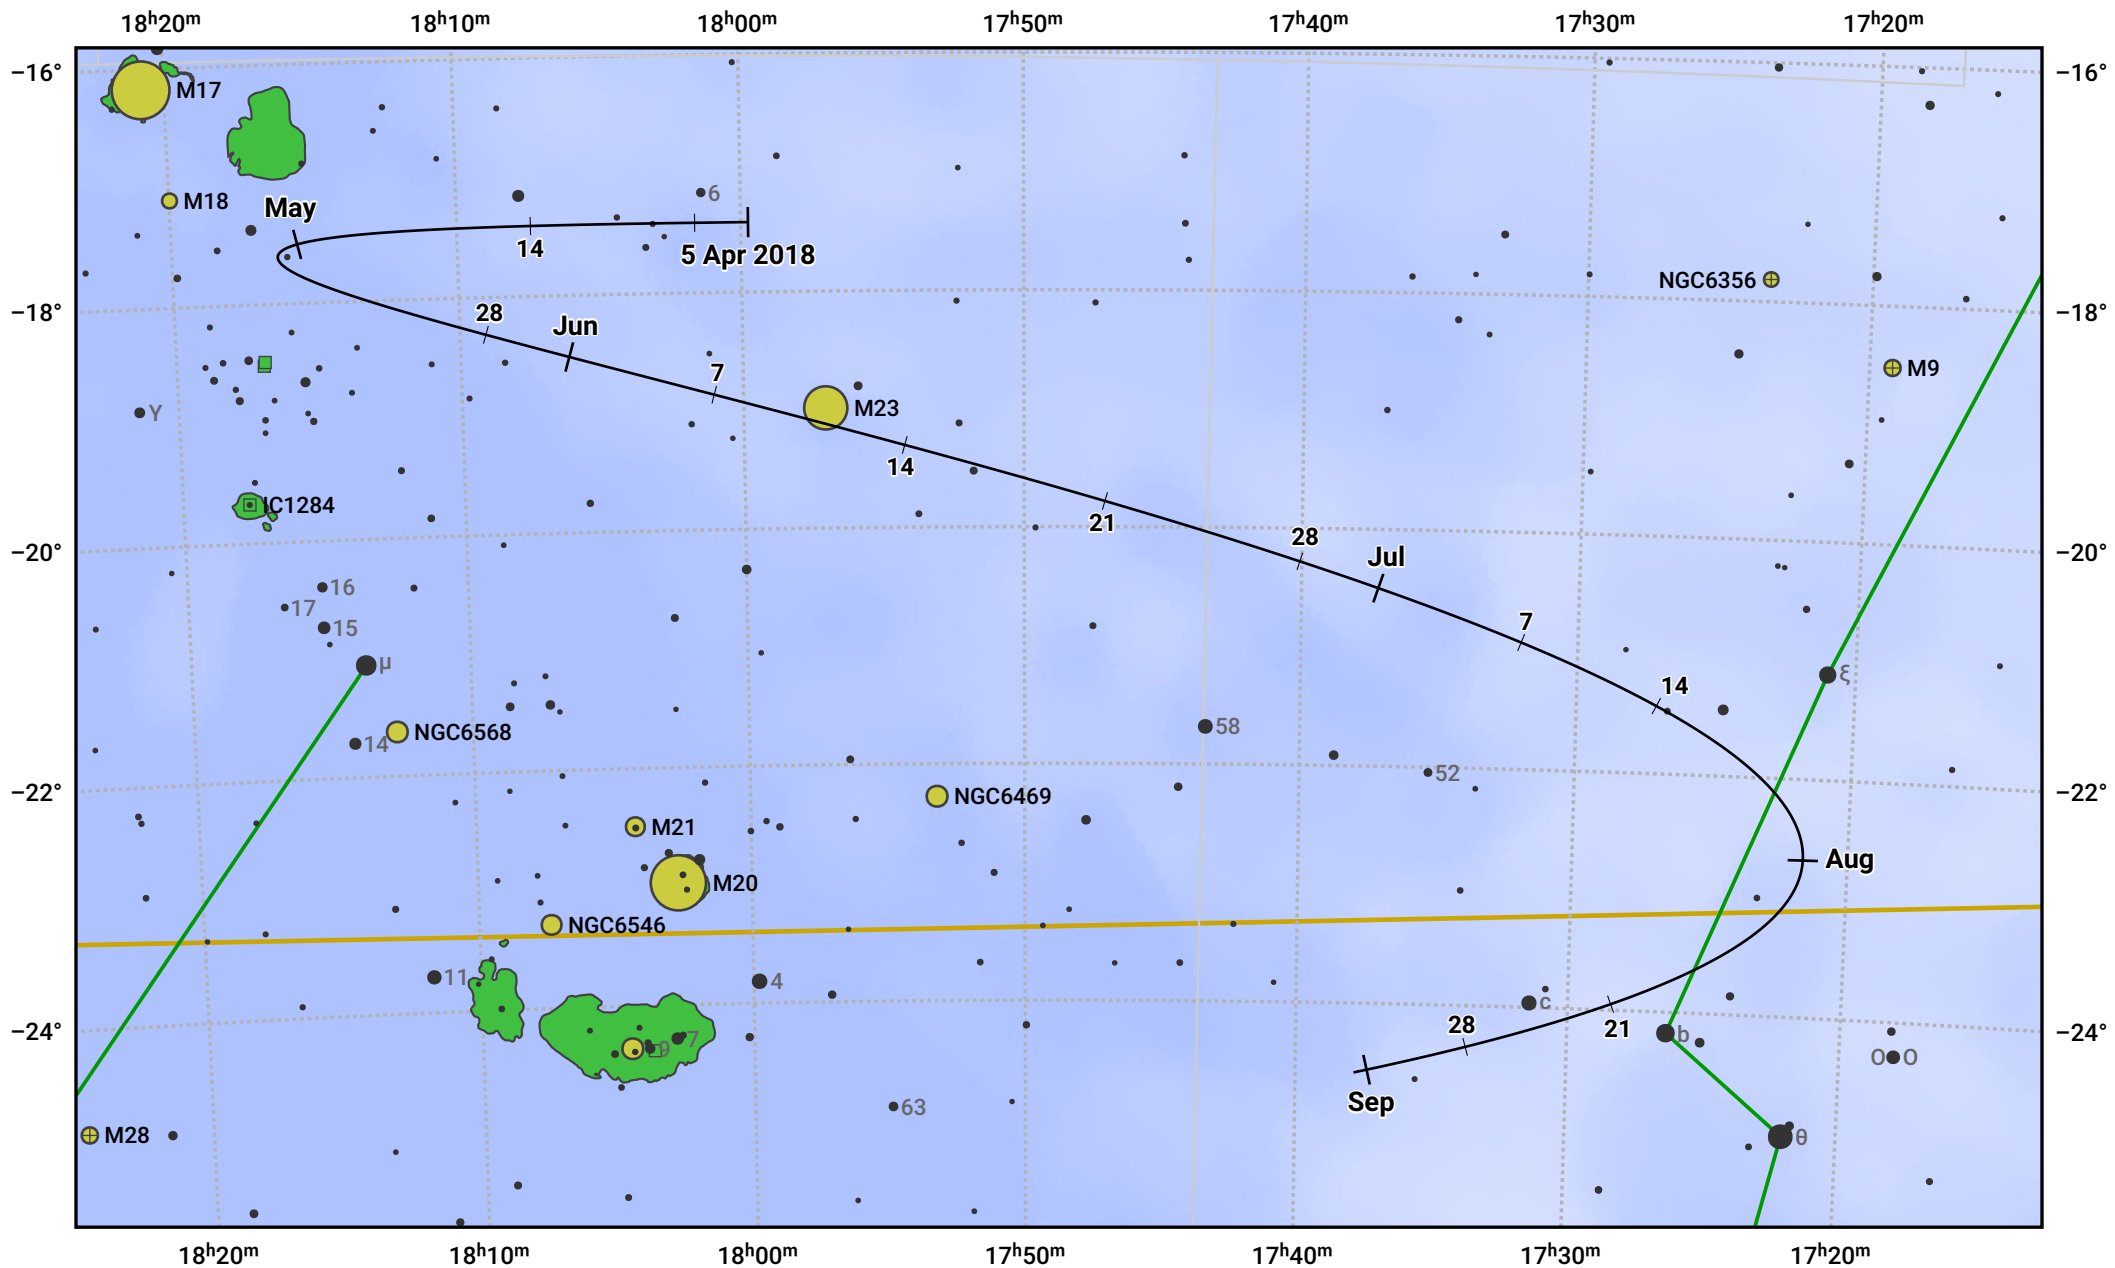 18ʰ20ᵐ 18ʰ10ᵐ 18ʰ00ᵐ 17ʰ50ᵐ 17ʰ40ᵐ 17ʰ30ᵐ 17ʰ20ᵐ
−16° −16°
M17
6
M18
May
14
5 Apr 2018
NGC6356
−18° −18°
28
Jun
7
M9
M23
Y
14
IC1284
21
28
−20° −20°
Jul
16
17
7
15
μ
ξ
14
58
NGC6568
14
52
−22° −22°
NGC6469
M21
Aug
M20
NGC6546
11
4
c
28
21
−24° −24°
b
7
9
O O
Sep
63
M28
θ
18ʰ20ᵐ 18ʰ10ᵐ 18ʰ00ᵐ 17ʰ50ᵐ 17ʰ40ᵐ 17ʰ30ᵐ 17ʰ20ᵐ